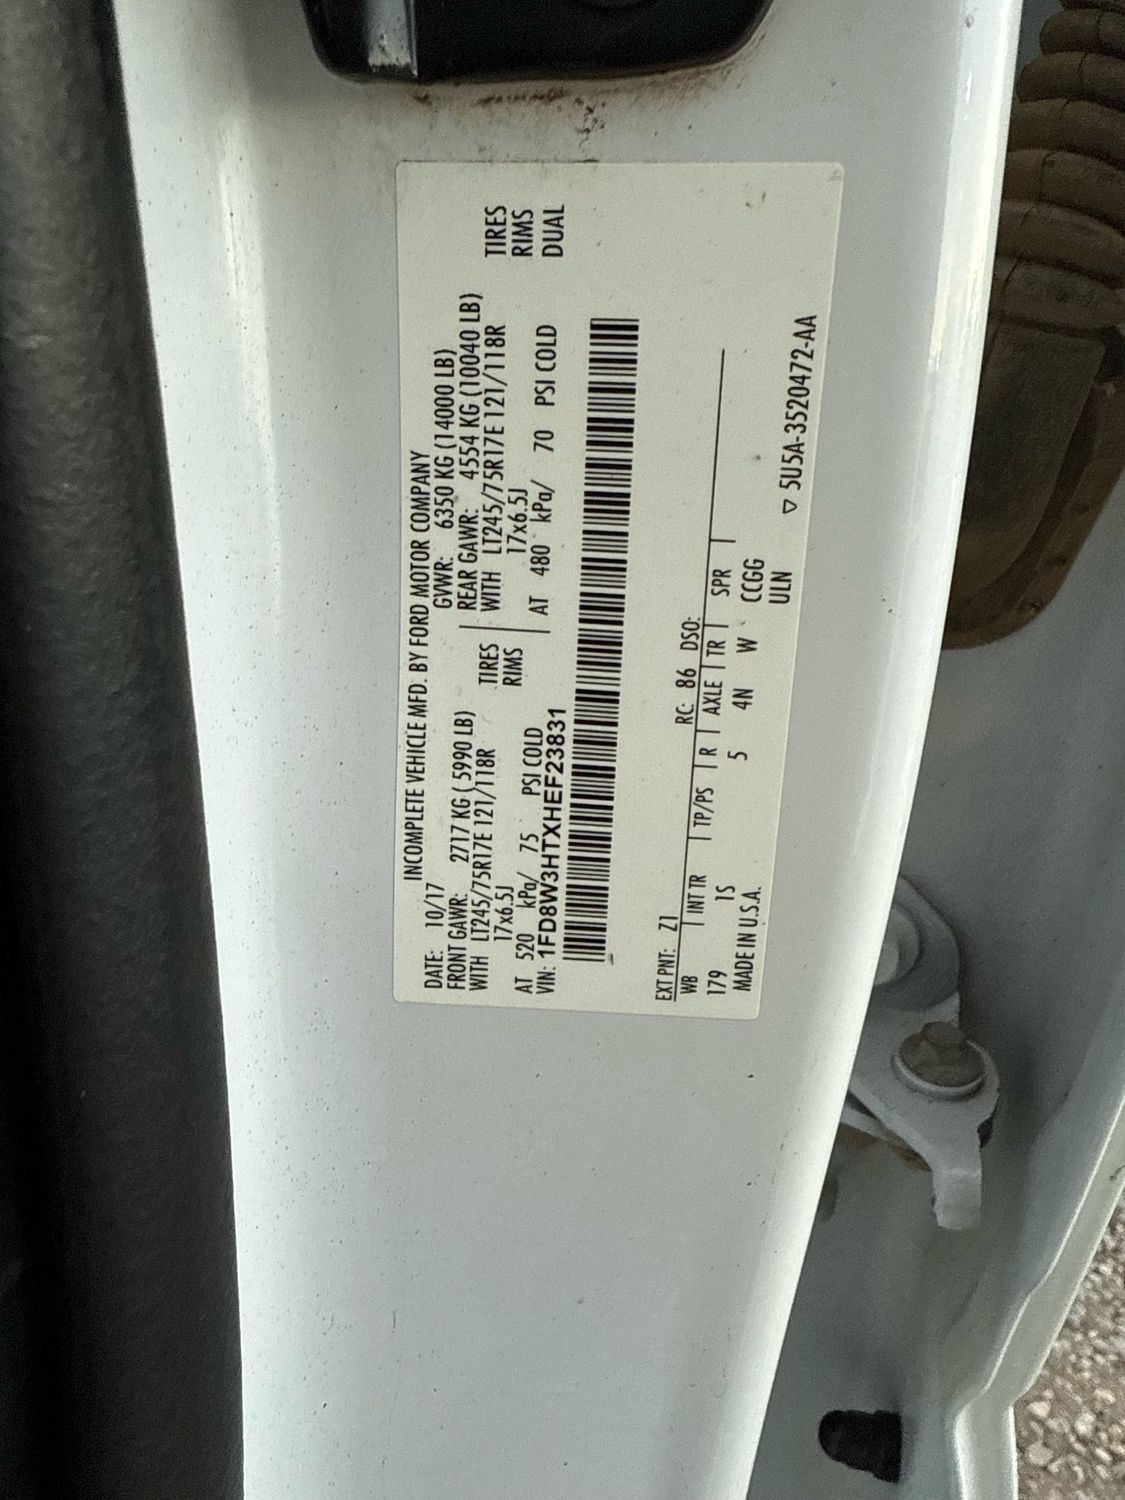 INCOMPLETE VEHICLE MFD. BY FORD MOTOR COMPANY
DATE: 10/17 GVWR: 6350 KG (14000 LB)
FRONT GAWR: 2717 KG ( 5990 LB) REAR GAWR: 4554 KG (10040 LB)
WITH LT245/75R17E 121/118R TIRES WITH LT245/75R17E 121/118R TIRES
17x6.5J RIMS 17x6.5J RIMS
AT 520 kPa/ 75 PSI COLD AT 480 kPa/ 70 PSI COLD DUAL
VIN: 1FD8W3HTXHEF23831
EXT PNT: Z1 RC: 86 DSO:
WB INT TR TP/PS R AXLE TR SPR
179 1S 5 4N W CCGG
MADE IN U.S.A. ULN
▽ 5U5A-3520472-AA